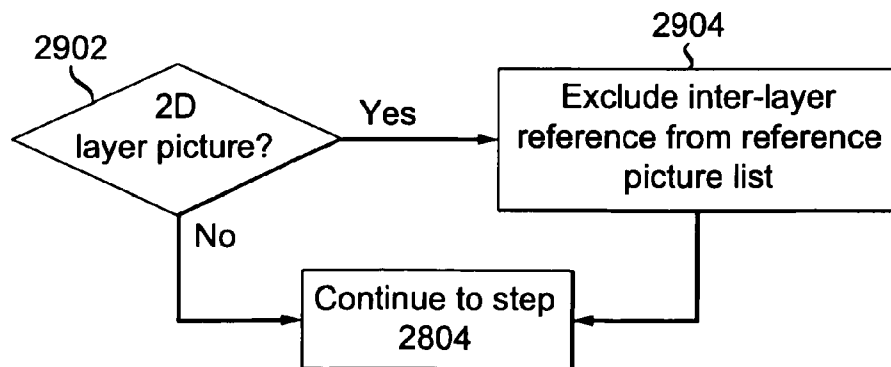 2902
2D
layer picture?
Yes
2904
Exclude inter-layer
reference from reference
picture list
No
Continue to step
2804